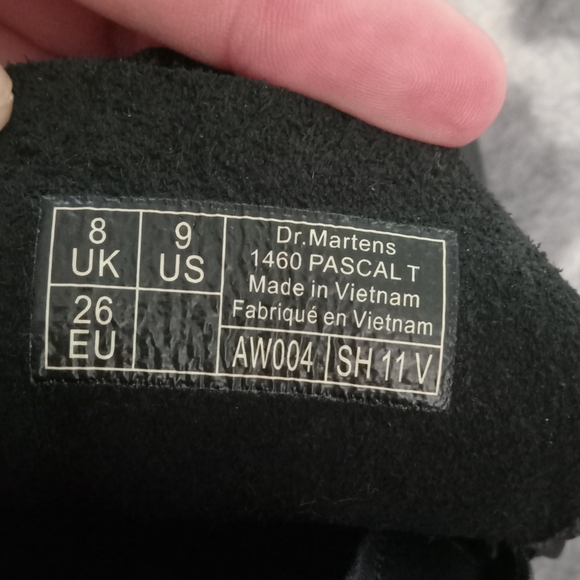 8
UK
9
US
26
EU
Dr.Martens
1460 PASCAL T
Made in Vietnam
Fabriqué en Vietnam
AW004
SH 11 V